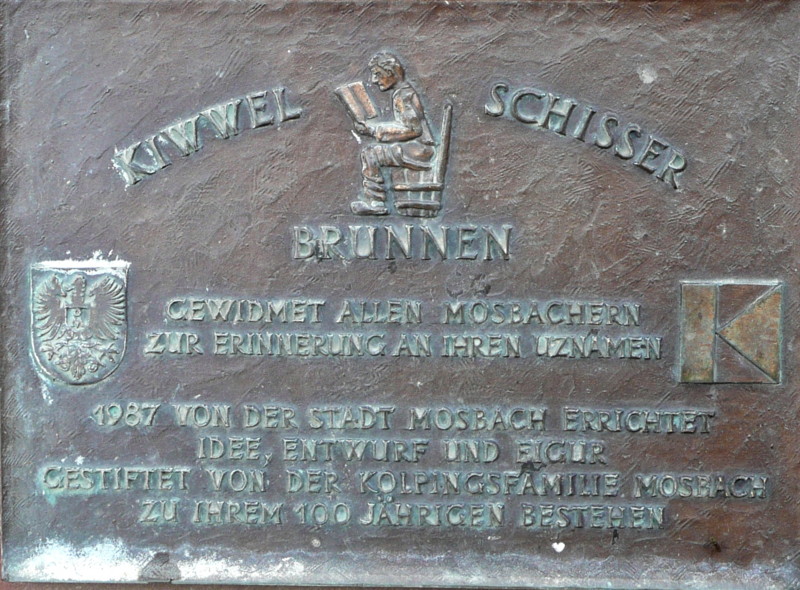 KIWWEL SCHISSER
BRUNNEN
GEWIDMET ALLEN MOSBACHERN
ZUR ERINNERUNG AN IHREN UZNAMEN
1987 VON DER STADT MOSBACH ERRICHTET
IDEE, ENTWURF UND FIGUR
GESTIFTET VON DER KOLPINGSFAMILIE MOSBACH
ZU IHREM 100 JÄHRIGEN BESTEHEN